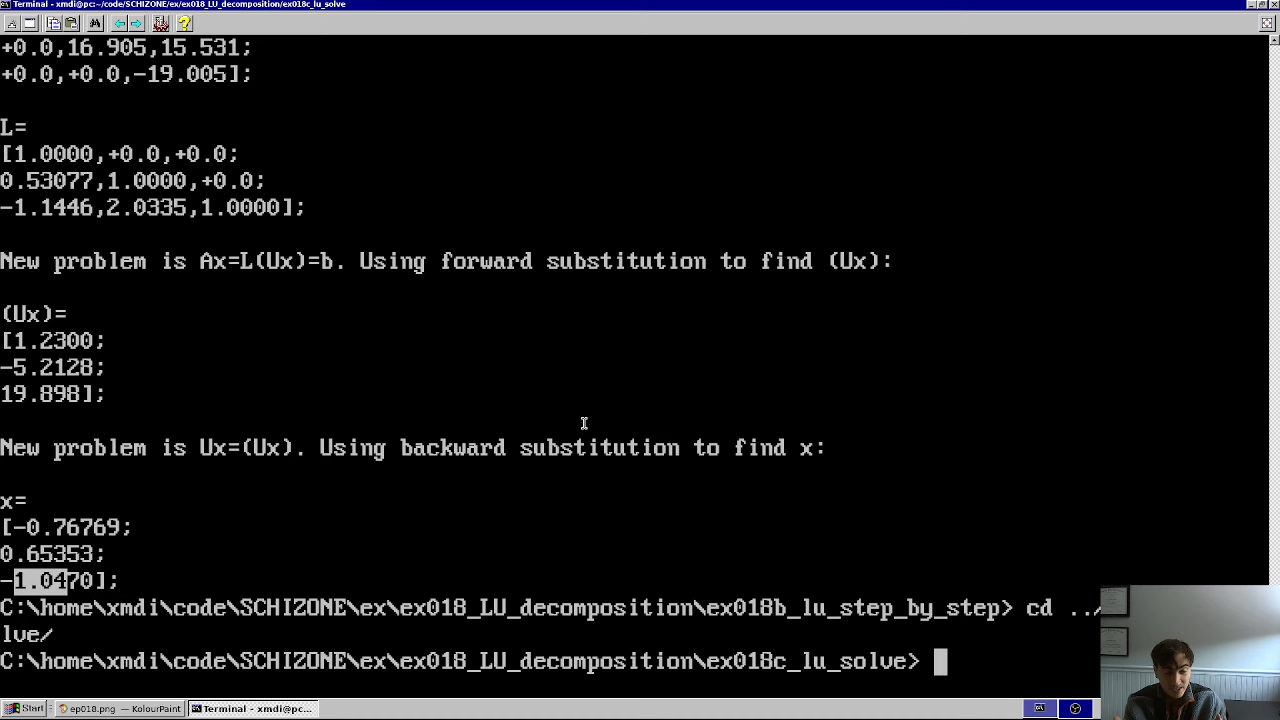 Terminal - xmdi@pc:~/code/SCHIZONE/ex/ex018_LU_decomposition/ex018c_lu_solve
+0.0,16.905,15.531;
+0.0,+0.0,-19.005];
L=
[1.0000,+0.0,+0.0;
0.53077,1.0000,+0.0;
-1.1446,2.0335,1.0000];
New problem is Ax=L(Ux)=b. Using forward substitution to find (Ux):
(Ux)=
[1.2300;
-5.2128;
19.898];
New problem is Ux=(Ux). Using backward substitution to find x:
x=
[-0.76769;
0.65353;
-1.0470];
C:\home\xmdi\code\SCHIZONE\ex\ex018_LU_decomposition\ex018b_lu_step_by_step> cd ../
lve/
C:\home\xmdi\code\SCHIZONE\ex\ex018_LU_decomposition\ex018c_lu_solve>
Start ep018.png — KolourPaint Terminal - xmdi@pc:~/...